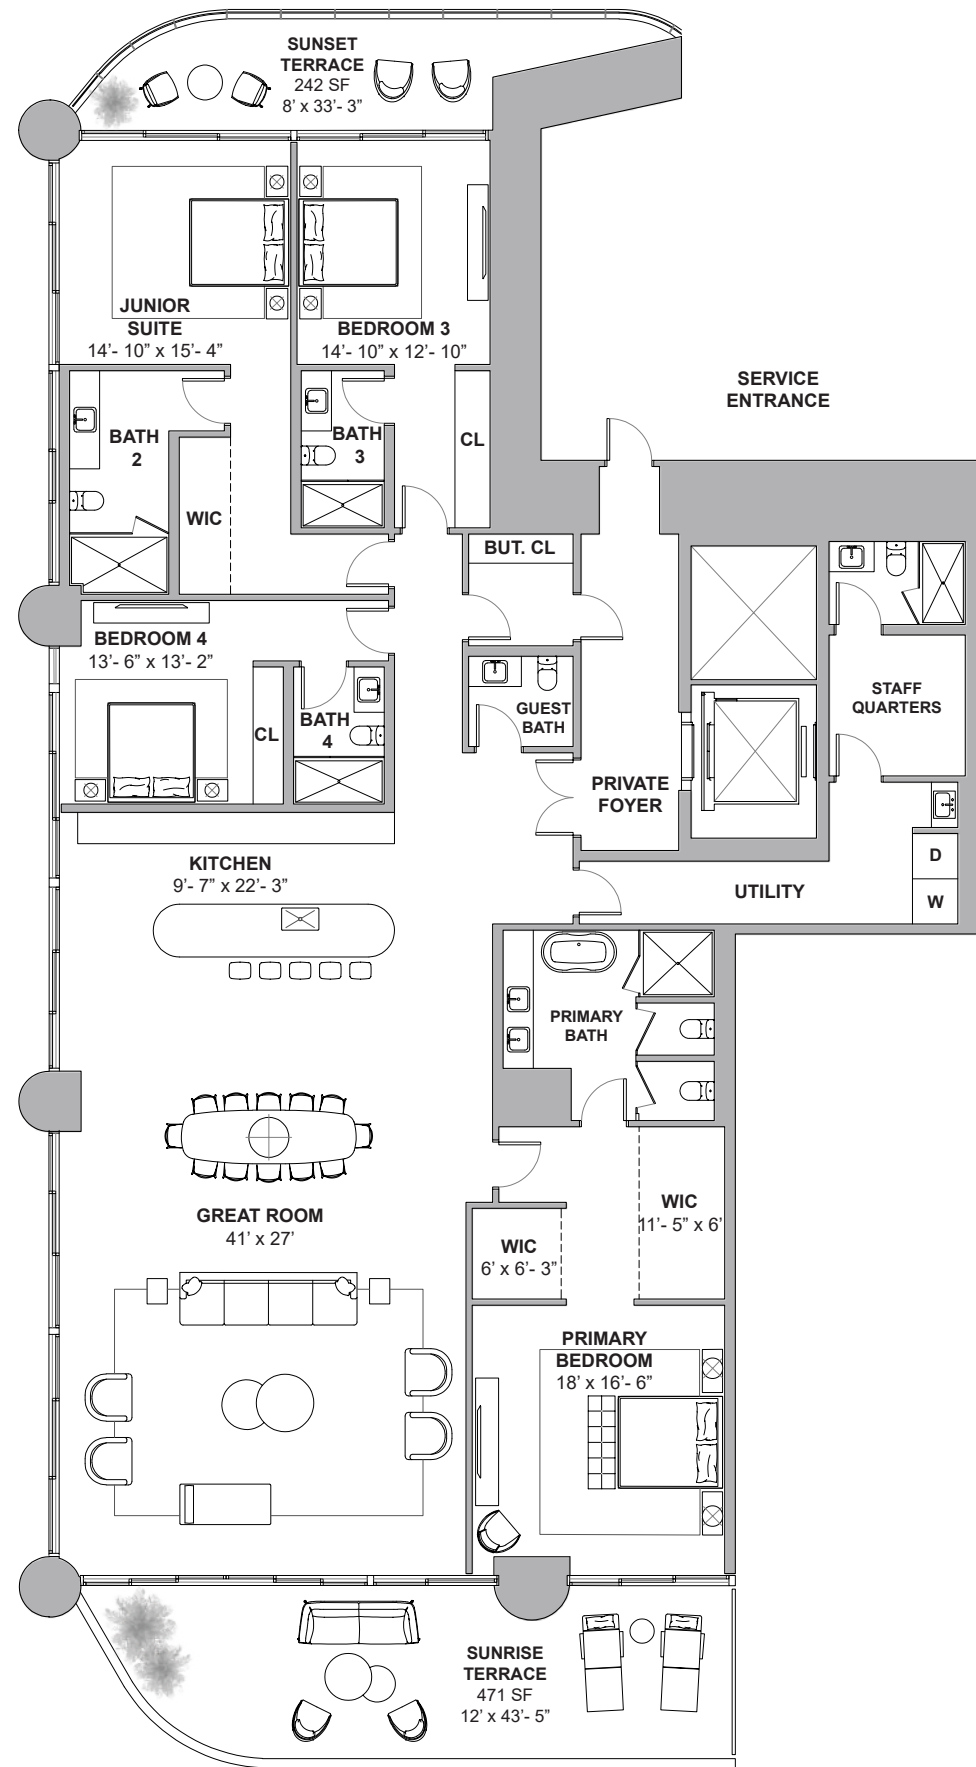 SUNSET
TERRACE
242 SF
8’ x 33’- 3”
JUNIOR
SUITE
14’- 10” x 15’- 4”
BEDROOM 3
14’- 10” x 12’- 10”
SERVICE
ENTRANCE
BATH
2
BATH
3
CL
WIC
BUT. CL
BEDROOM 4
13’- 6” x 13’- 2”
CL
BATH
4
GUEST
BATH
STAFF
QUARTERS
PRIVATE
FOYER
KITCHEN
9’- 7” x 22’- 3”
UTILITY
D
W
PRIMARY
BATH
GREAT ROOM
41’ x 27’
WIC
11’- 5” x 6’
WIC
6’ x 6’- 3”
PRIMARY
BEDROOM
18’ x 16’- 6”
SUNRISE
TERRACE
471 SF
12’ x 43’- 5”